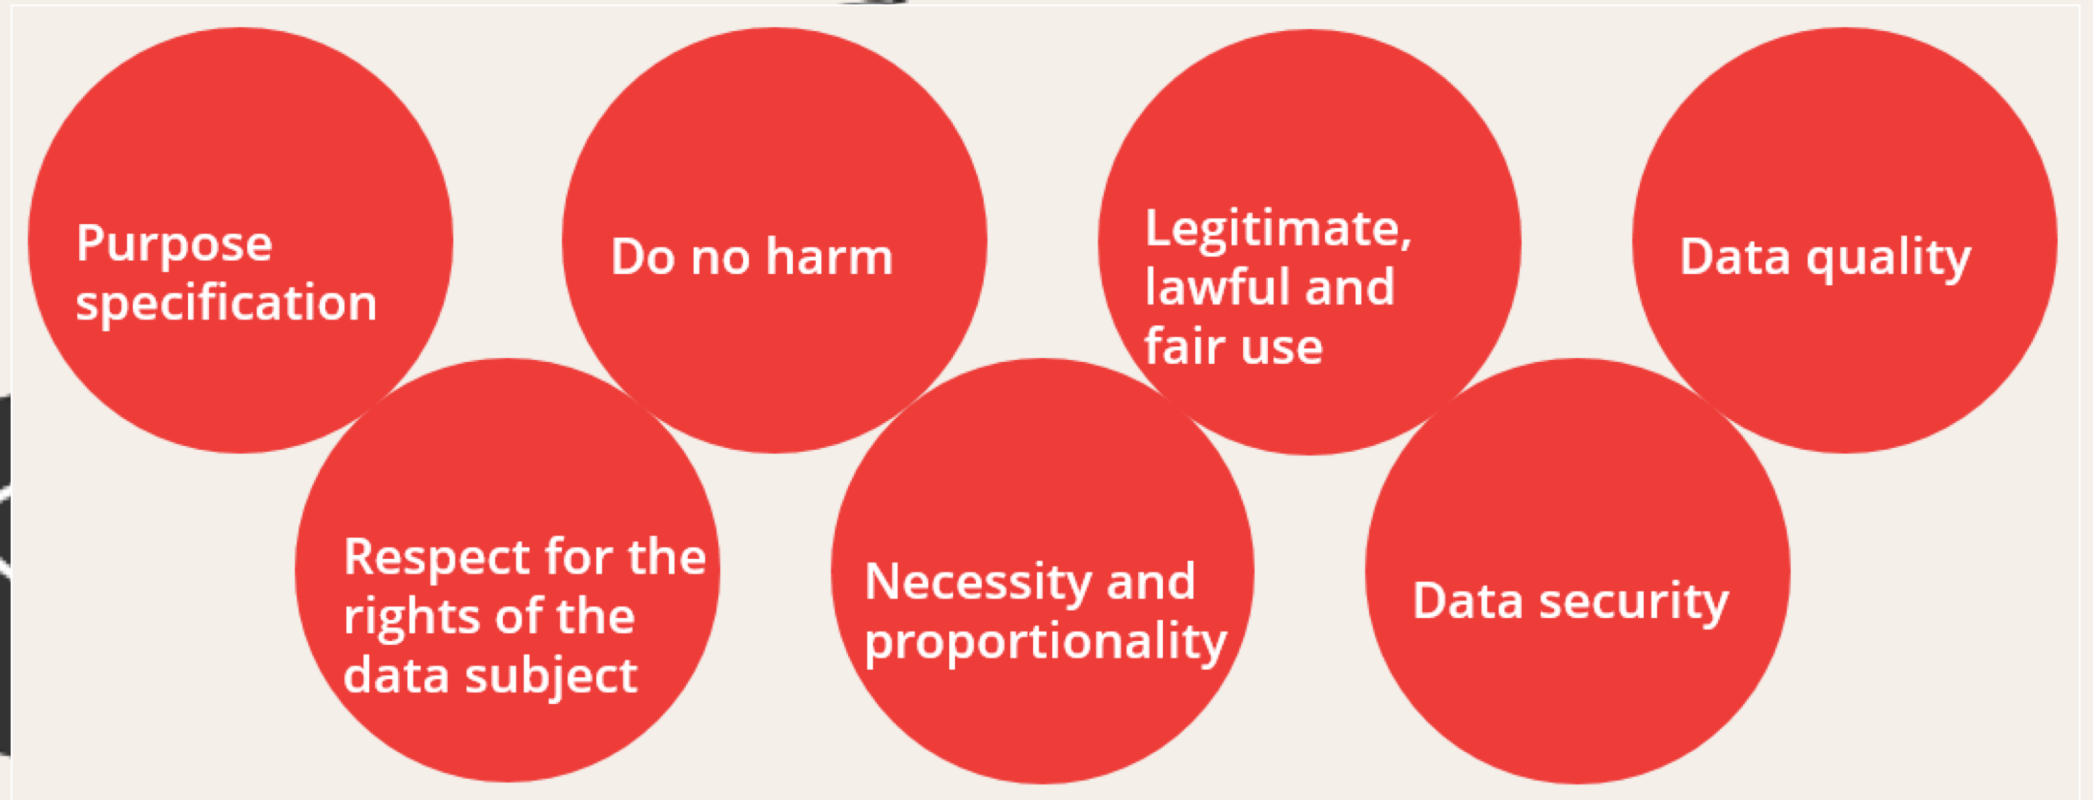 Purpose
specification
Do no harm
Legitimate,
lawful and
fair use
Data quality
Respect for the
rights of the
data subject
Necessity and
proportionality
Data security